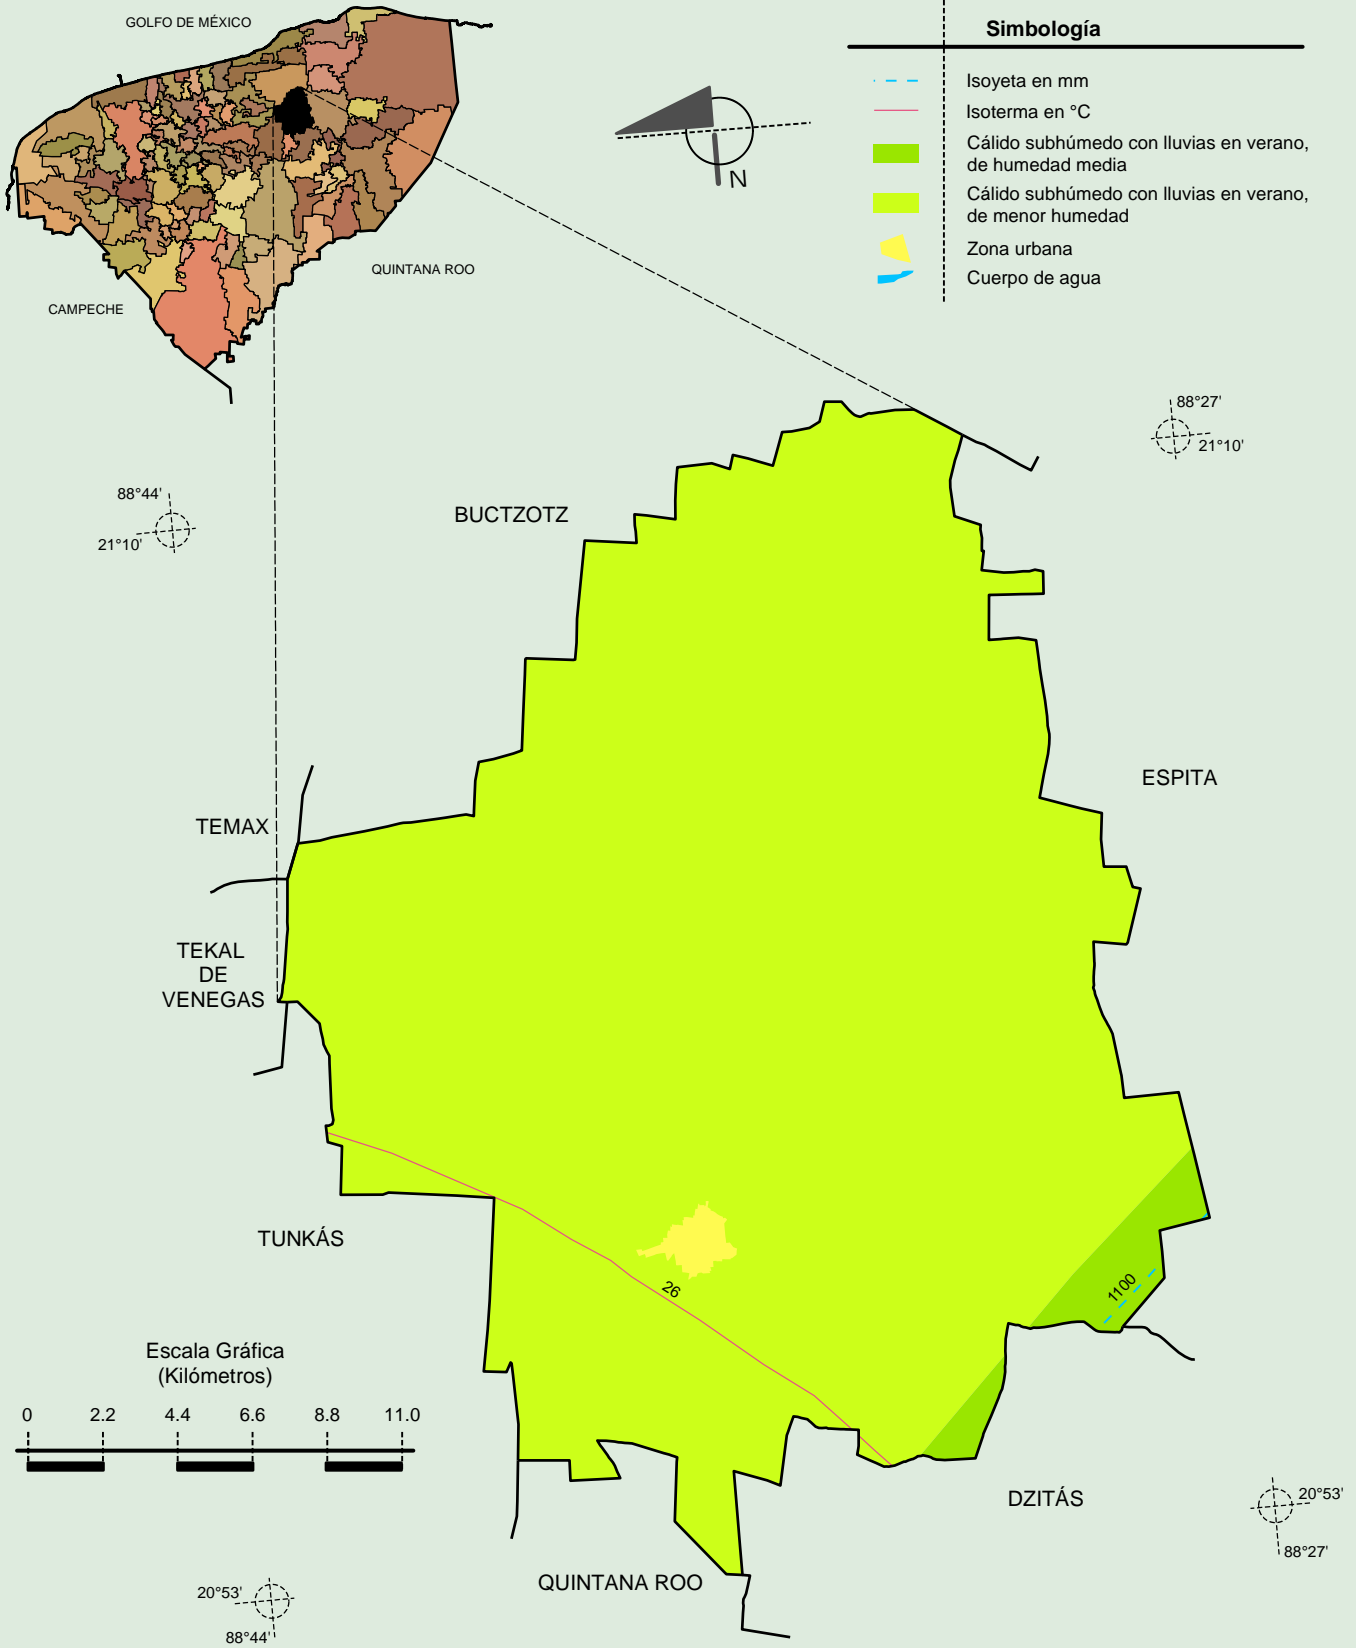 GOLFO DE MÉXICO
QUINTANA ROO
CAMPECHE
N
Simbología
Isoyeta en mm
Isoterma en °C
Cálido subhúmedo con lluvias en verano,
de humedad media
Cálido subhúmedo con lluvias en verano,
de menor humedad
Zona urbana
Cuerpo de agua
88°27'
21°10'
88°44'
21°10'
BUCTZOTZ
ESPITA
TEMAX
TEKAL
DE
VENEGAS
TUNKÁS
26
1100
Escala Gráfica
(Kilómetros)
0 2.2 4.4 6.6 8.8 11.0
DZITÁS
20°53'
88°27'
QUINTANA ROO
20°53'
88°44'